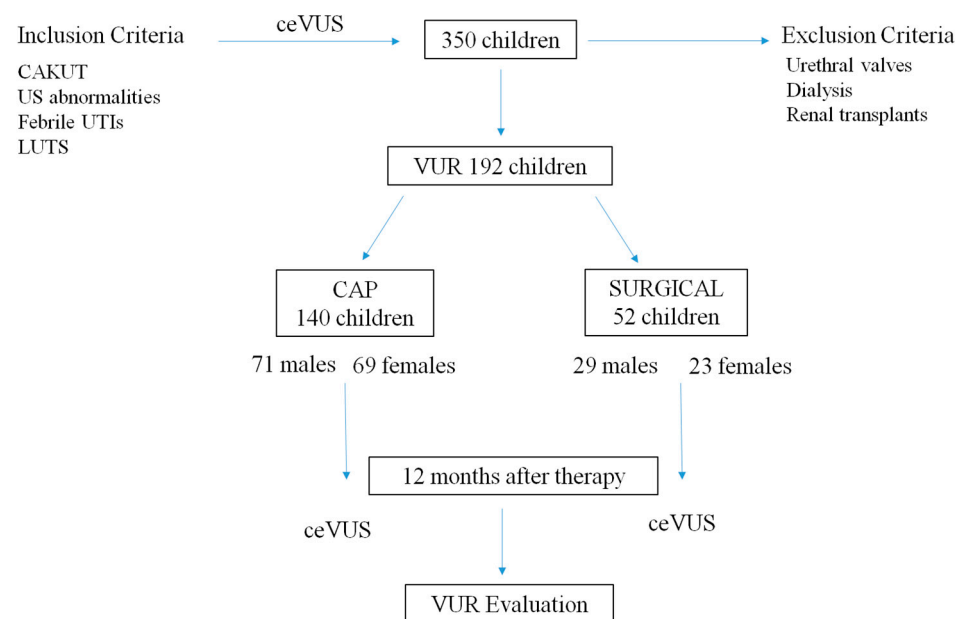 Inclusion Criteria
CAKUT
US abnormalities
Febrile UTIs
LUTS
ceVUS
350 children
Exclusion Criteria
Urethral valves
Dialysis
Renal transplants
VUR 192 children
CAP
140 children
SURGICAL
52 children
71 males 69 females
29 males 23 females
12 months after therapy
ceVUS
ceVUS
VUR Evaluation